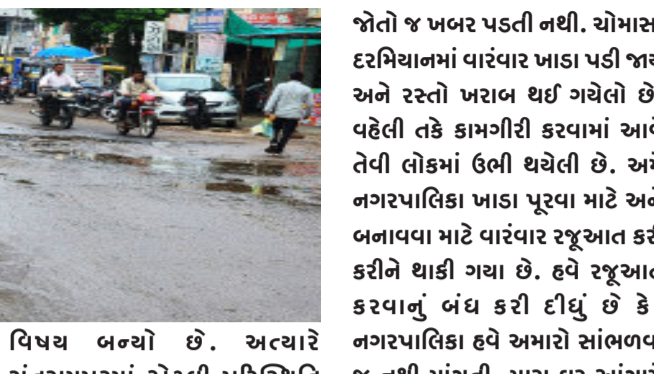 વિષય બન્યો છે. અત્યારે
જોતો જ ખબર પડતી નથી. ચોમાસ
દરમિયાનમાં વારંવાર ખાડા પડી જાય
અને રસ્તો ખરાબ થઈ ગયેલો છે
વહેલી તકે કામગીરી કરવામાં આવે
તેવી લોકમાં ઉભી થયેલી છે. અમે
નગરપાલિકા ખાડા પૂરવા માટે અને
બનાવવા માટે વારંવાર રજૂઆત કરી
કરીને થાકી ગયા છે. હવે રજૂઆત
કરવાનું બંધ કરી દીધું છે કે
નગરપાલિકા હવે અમારો સાંભળવ